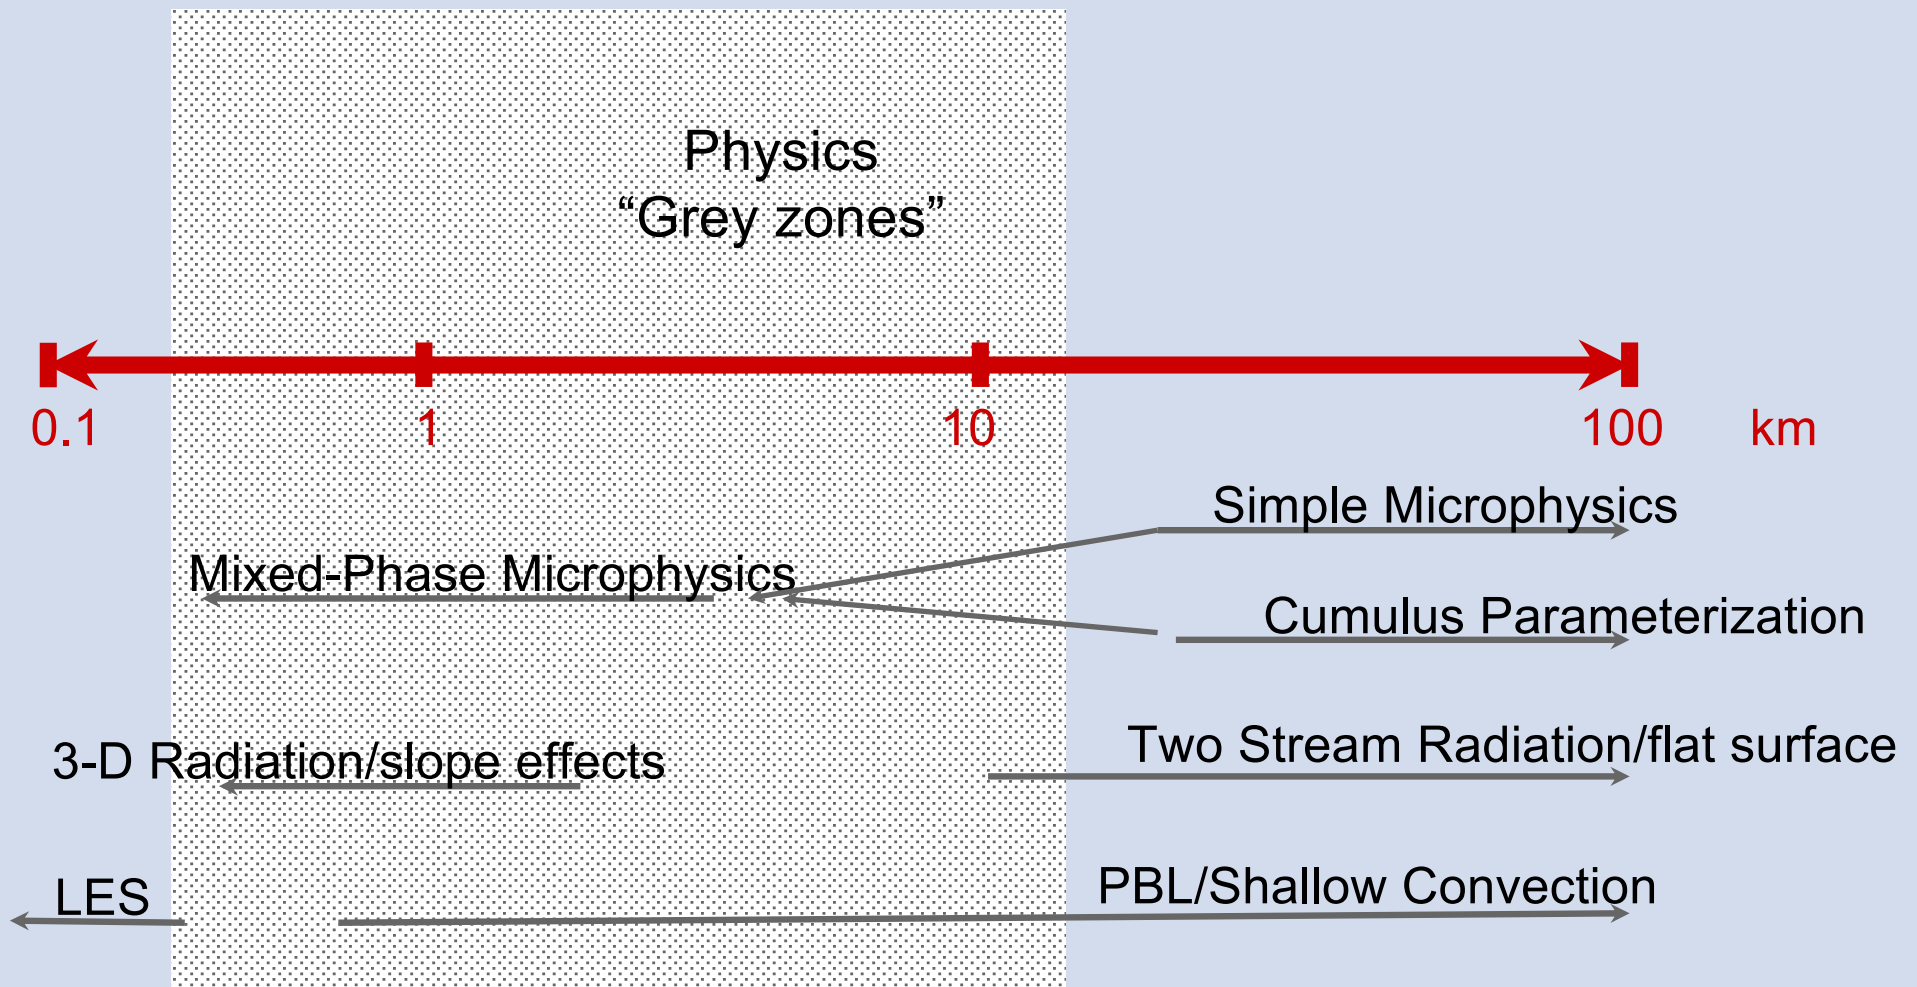 Physics
“Grey zones”
0.1 1 10 100 km
Simple Microphysics
Mixed-Phase Microphysics
Cumulus Parameterization
3-D Radiation/slope effects
Two Stream Radiation/flat surface
LES
PBL/Shallow Convection